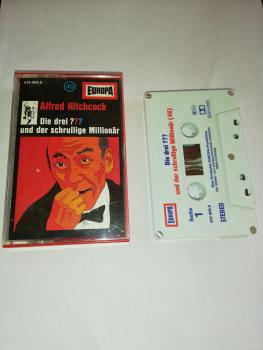 46
EUROPA
Alfred Hitchcock
Die drei ???
und der schrullige Millionär
Die drei ???
und der schrullige Millionär (46)
EUROPA
Seite
1
STEREO